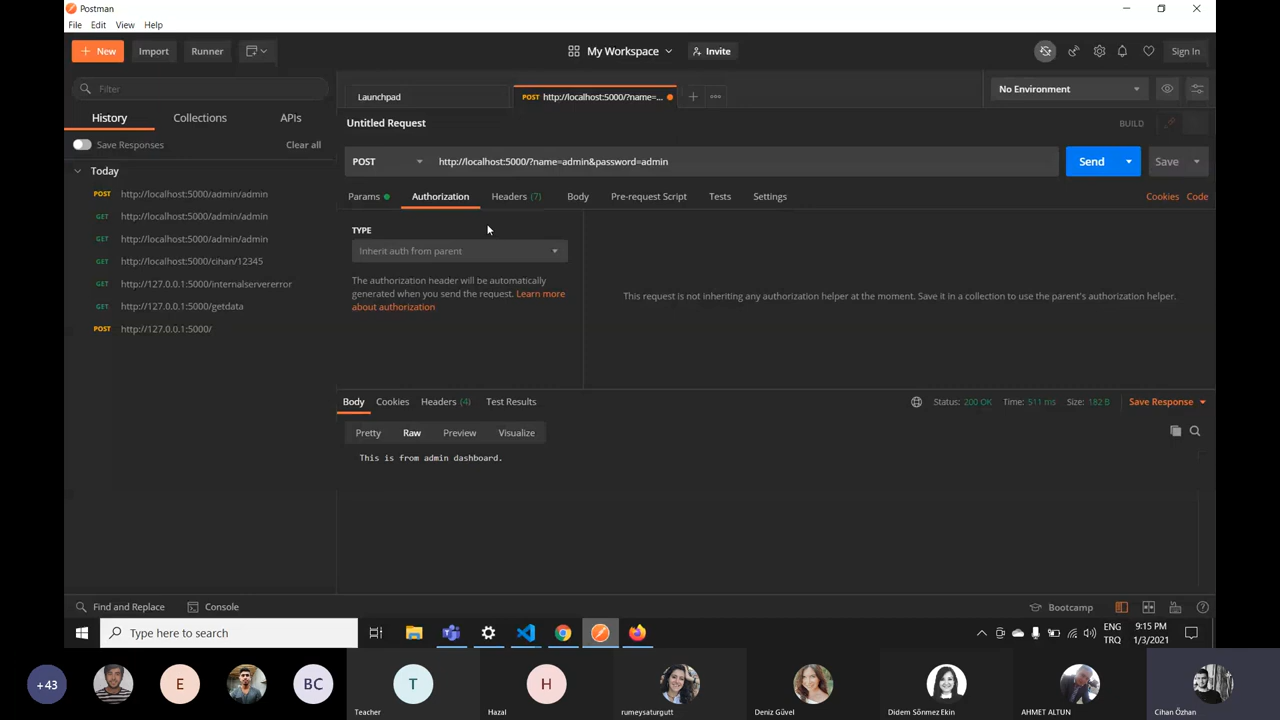 Postman
File Edit View Help
New Import Runner My Workspace Invite Sign In
Filter
Launchpad POST http://localhost:5000/?name=... No Environment
History Collections APIs
Untitled Request BUILD
Save Responses Clear all
POST http://localhost:5000/?name=admin&password=admin Send Save
Today
POST http://localhost:5000/admin/admin
GET http://localhost:5000/admin/admin
GET http://localhost:5000/admin/admin
GET http://localhost:5000/cihan/12345
GET http://127.0.0.1:5000/internalservererror
GET http://127.0.0.1:5000/getdata
POST http://127.0.0.1:5000/
Params Authorization Headers (7) Body Pre-request Script Tests Settings Cookies Code
TYPE
Inherit auth from parent
The authorization header will be automatically
generated when you send the request. Learn more
about authorization
This request is not inheriting any authorization helper at the moment. Save it in a collection to use the parent's authorization helper.
Body Cookies Headers (4) Test Results Status: 200 OK Time: 511 ms Size: 182 B Save Response
Pretty Raw Preview Visualize
This is from admin dashboard.
Find and Replace Console Bootcamp
Type here to search
ENG
TRQ
9:15 PM
1/3/2021
+43 E BC T H
Teacher Hazal rumeysaturgutt Deniz Güvel Didem Sönmez Ekin AHMET ALTUN Cihan Özhan